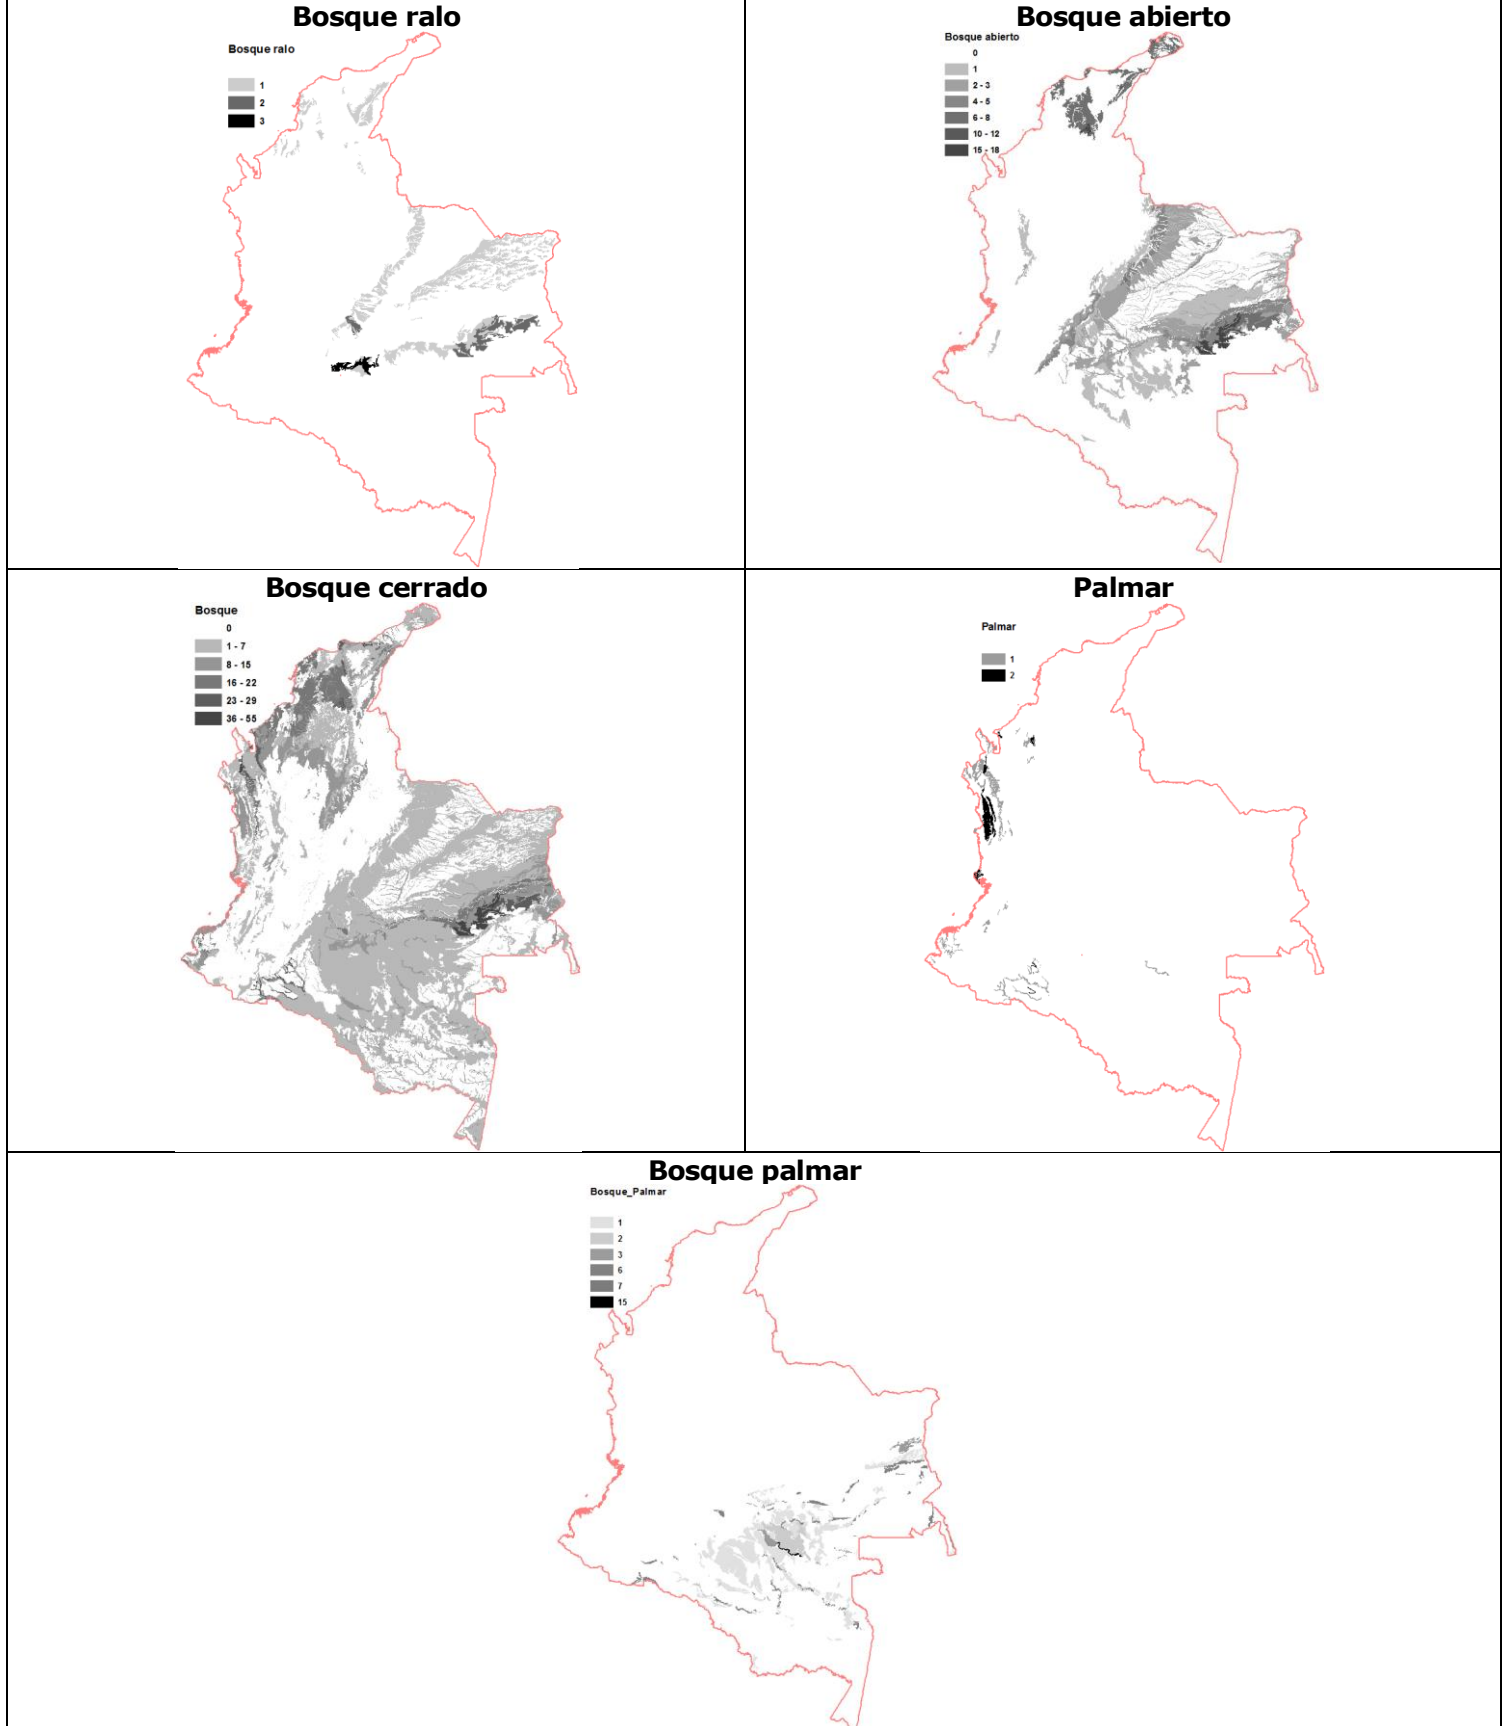 Bosque ralo
Bosque ralo
1
2
3
Bosque abierto
Bosque abierto
0
1
2 - 3
4 - 5
6 - 8
10 - 12
15 - 18
Bosque cerrado
Bosque
0
1 - 7
8 - 15
16 - 22
23 - 29
36 - 55
Palmar
Palmar
1
2
Bosque palmar
Bosque_Palmar
1
2
3
6
7
15